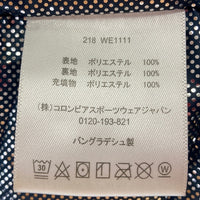 218 WE1111
表地 ポリエステル 100%
裏地 ポリエステル 100%
充填物 ポリエステル 100%
(株)コロンビアスポーツウェアジャパン
0120-193-821
バングラデシュ製
30